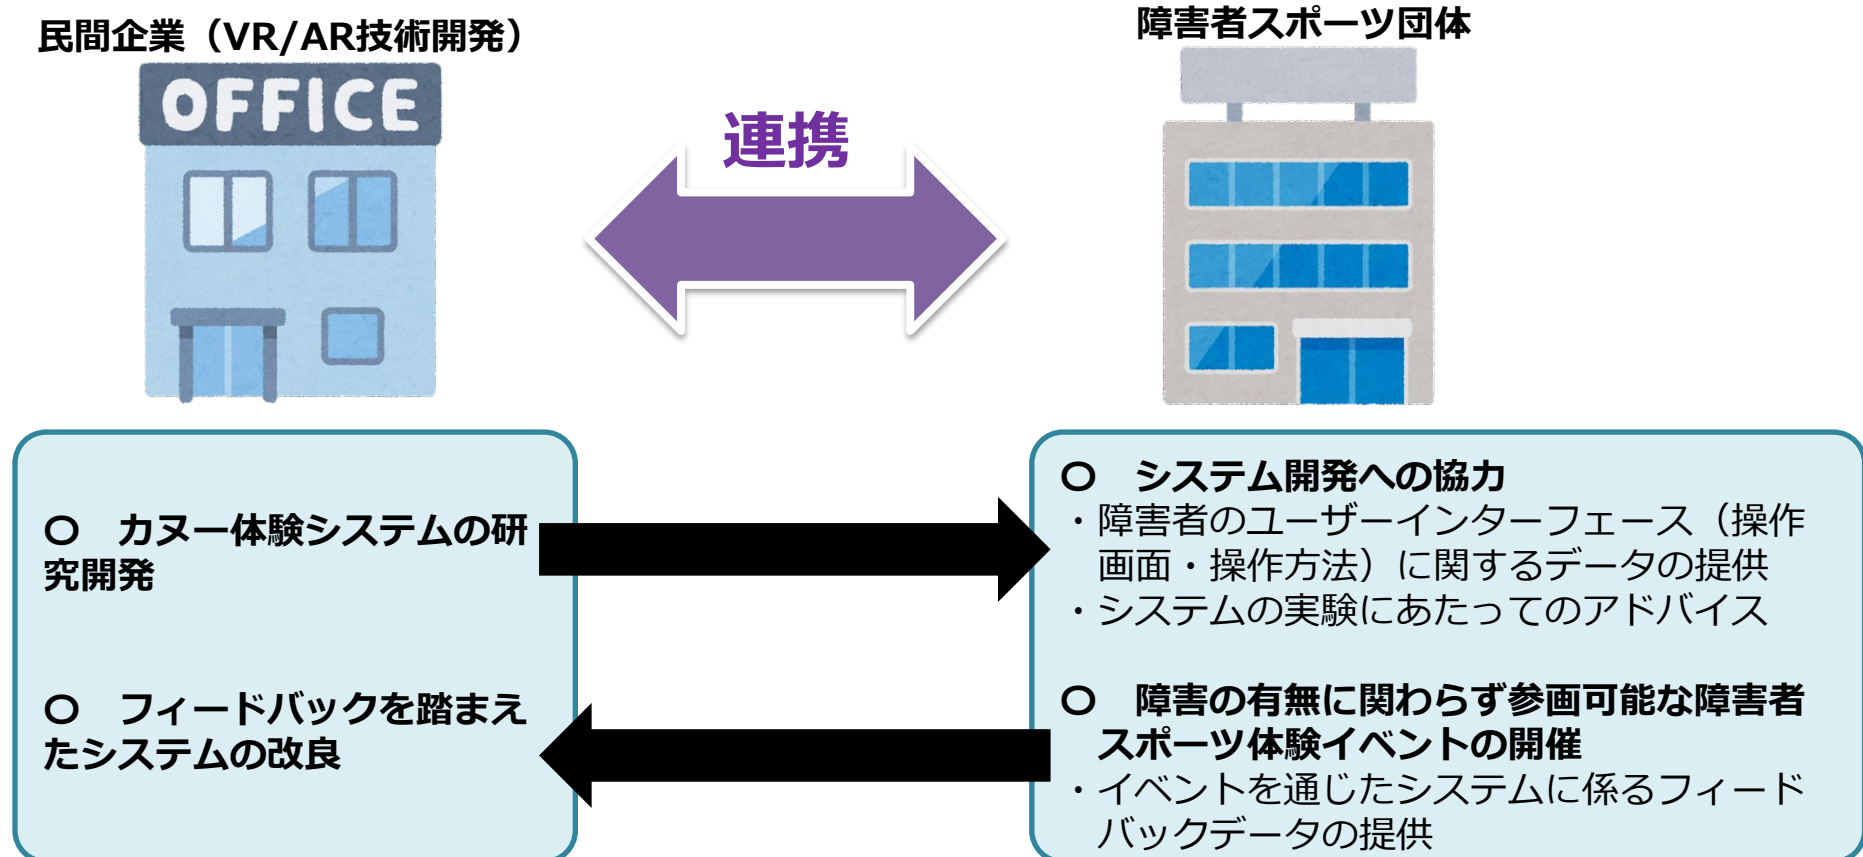 民間企業（VR/AR技術開発）
障害者スポーツ団体
OFFICE
連携
〇　カヌー体験システムの研
究開発
〇　フィードバックを踏まえ
たシステムの改良
〇　システム開発への協力
・障害者のユーザーインターフェース（操作
画面・操作方法）に関するデータの提供
・システムの実験にあたってのアドバイス
〇　障害の有無に関わらず参画可能な障害者
スポーツ体験イベントの開催
・イベントを通じたシステムに係るフィード
バックデータの提供